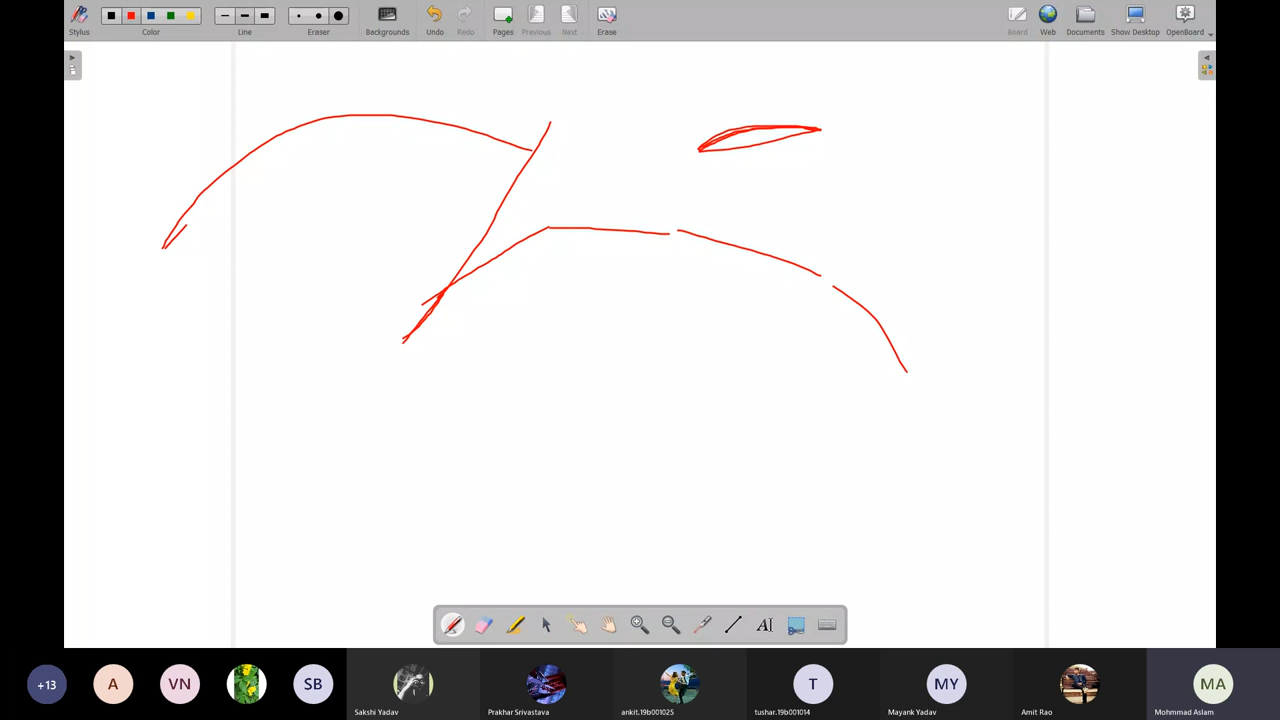 Stylus
Color
Line
Eraser
Backgrounds
Undo
Redo
Pages
Previous
Next
Erase
Board
Web
Documents
Show Desktop
OpenBoard
AI
+13
A
VN
SB
T
MY
MA
Sakshi Yadav
Prakhar Srivastava
ankit.19b001025
tushar.19b001014
Mayank Yadav
Amit Rao
Mohmmad Aslam